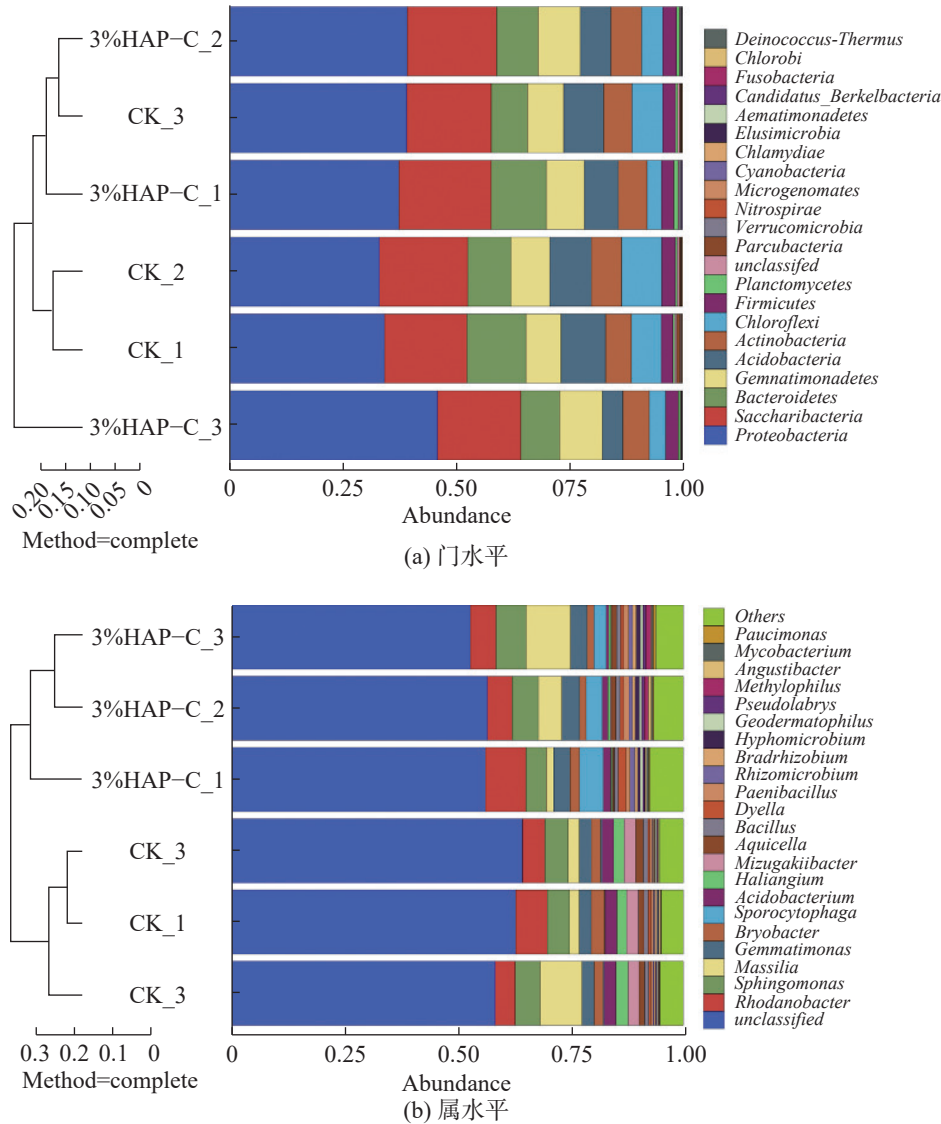 3%HAP-C_2
CK_3
3%HAP-C_1
CK_2
CK_1
3%HAP-C_3
0.20 0.15 0.10 0.05 0
Method=complete
0 0.25 0.50 075 1.00
Abundance
Deinococcus-Thermus
Chlorobi
Fusobacteria
Candidatus_Berkelbacteria
Aematimonadetes
Elusimicrobia
Chlamydiae
Cyanobacteria
Microgenomates
Nitrospirae
Verrucomicrobia
Parcubacteria
unclassifed
Planctomycetes
Firmicutes
Chloroflexi
Actinobacteria
Acidobacteria
Gemnatimonadetes
Bacteroidetes
Saccharibacteria
Proteobacteria
(a) 门水平
3%HAP-C_3
3%HAP-C_2
3%HAP-C_1
CK_3
CK_1
CK_3
0.3 0.2 0.1 0
Method=complete
0 0.25 0.50 0.75 1.00
Abundance
Others
Paucimonas
Mycobacterium
Angustibacter
Methylophilus
Pseudolabrys
Geodermatophilus
Hyphomicrobium
Bradrhizobium
Rhizomicrobium
Paenibacillus
Dyella
Bacillus
Aquicella
Mizugakiibacter
Haliangium
Acidobacterium
Sporocytophaga
Bryobacter
Gemmatimonas
Massilia
Sphingomonas
Rhodanobacter
unclassified
(b) 属水平